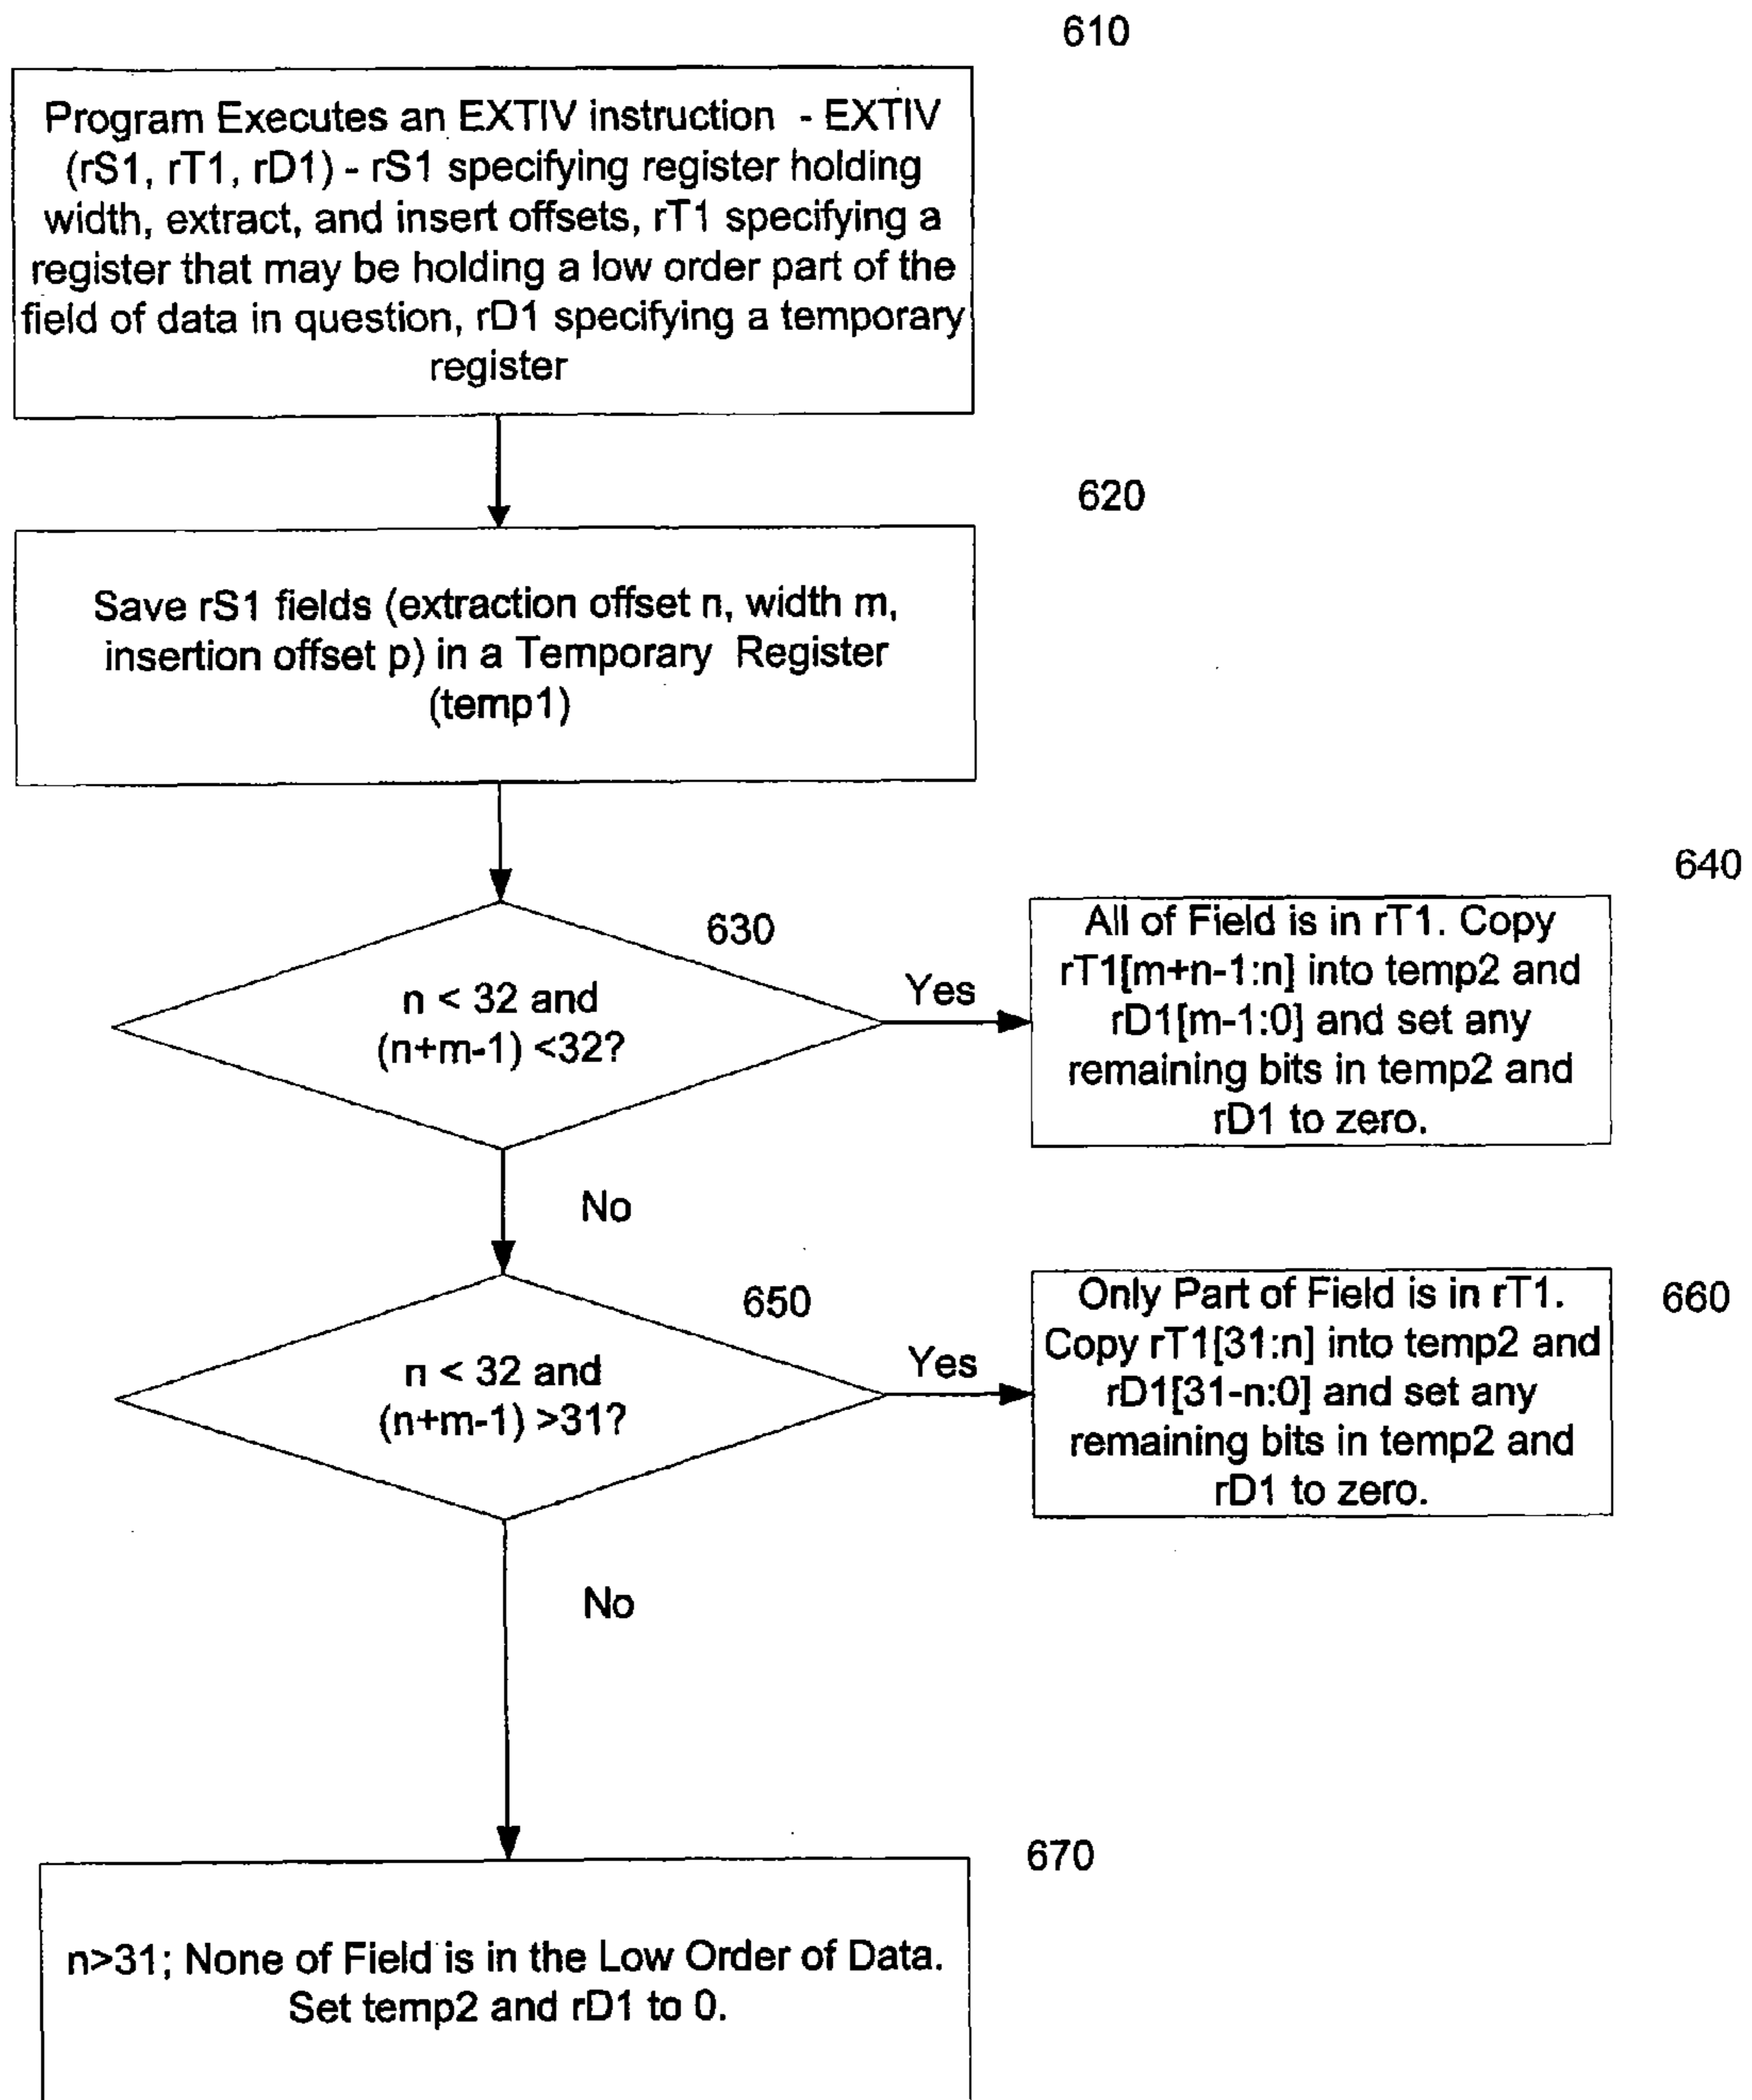 610
Program Executes an EXTIV instruction - EXTIV
(rS1, rT1, rD1) - rS1 specifying register holding
width, extract, and insert offsets, rT1 specifying a
register that may be holding a low order part of the
field of data in question, rD1 specifying a temporary
register
620
Save rS1 fields (extraction offset n, width m,
insertion offset p) in a Temporary Register
(temp1)
630
n < 32 and
(n+m-1) <32?
Yes
640
All of Field is in rT1. Copy
rT1[m+n-1:n] into temp2 and
rD1[m-1:0] and set any
remaining bits in temp2 and
rD1 to zero.
No
650
n < 32 and
(n+m-1) >31?
Yes
660
Only Part of Field is in rT1.
Copy rT1[31:n] into temp2 and
rD1[31-n:0] and set any
remaining bits in temp2 and
rD1 to zero.
No
670
n>31; None of Field is in the Low Order of Data.
Set temp2 and rD1 to 0.